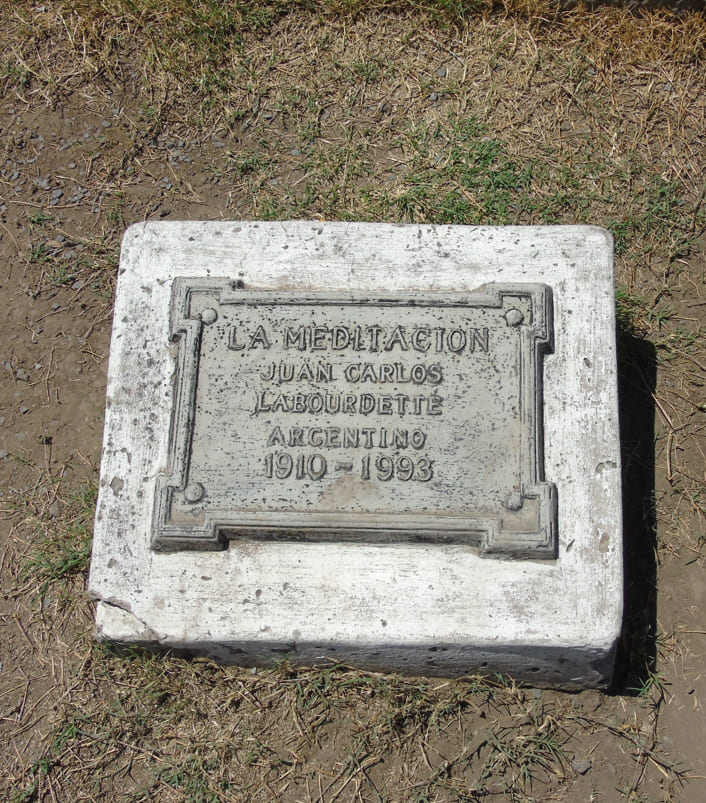 LA MEDITACION
JUAN CARLOS
LABOURDETTE
ARGENTINO
1910 - 1993